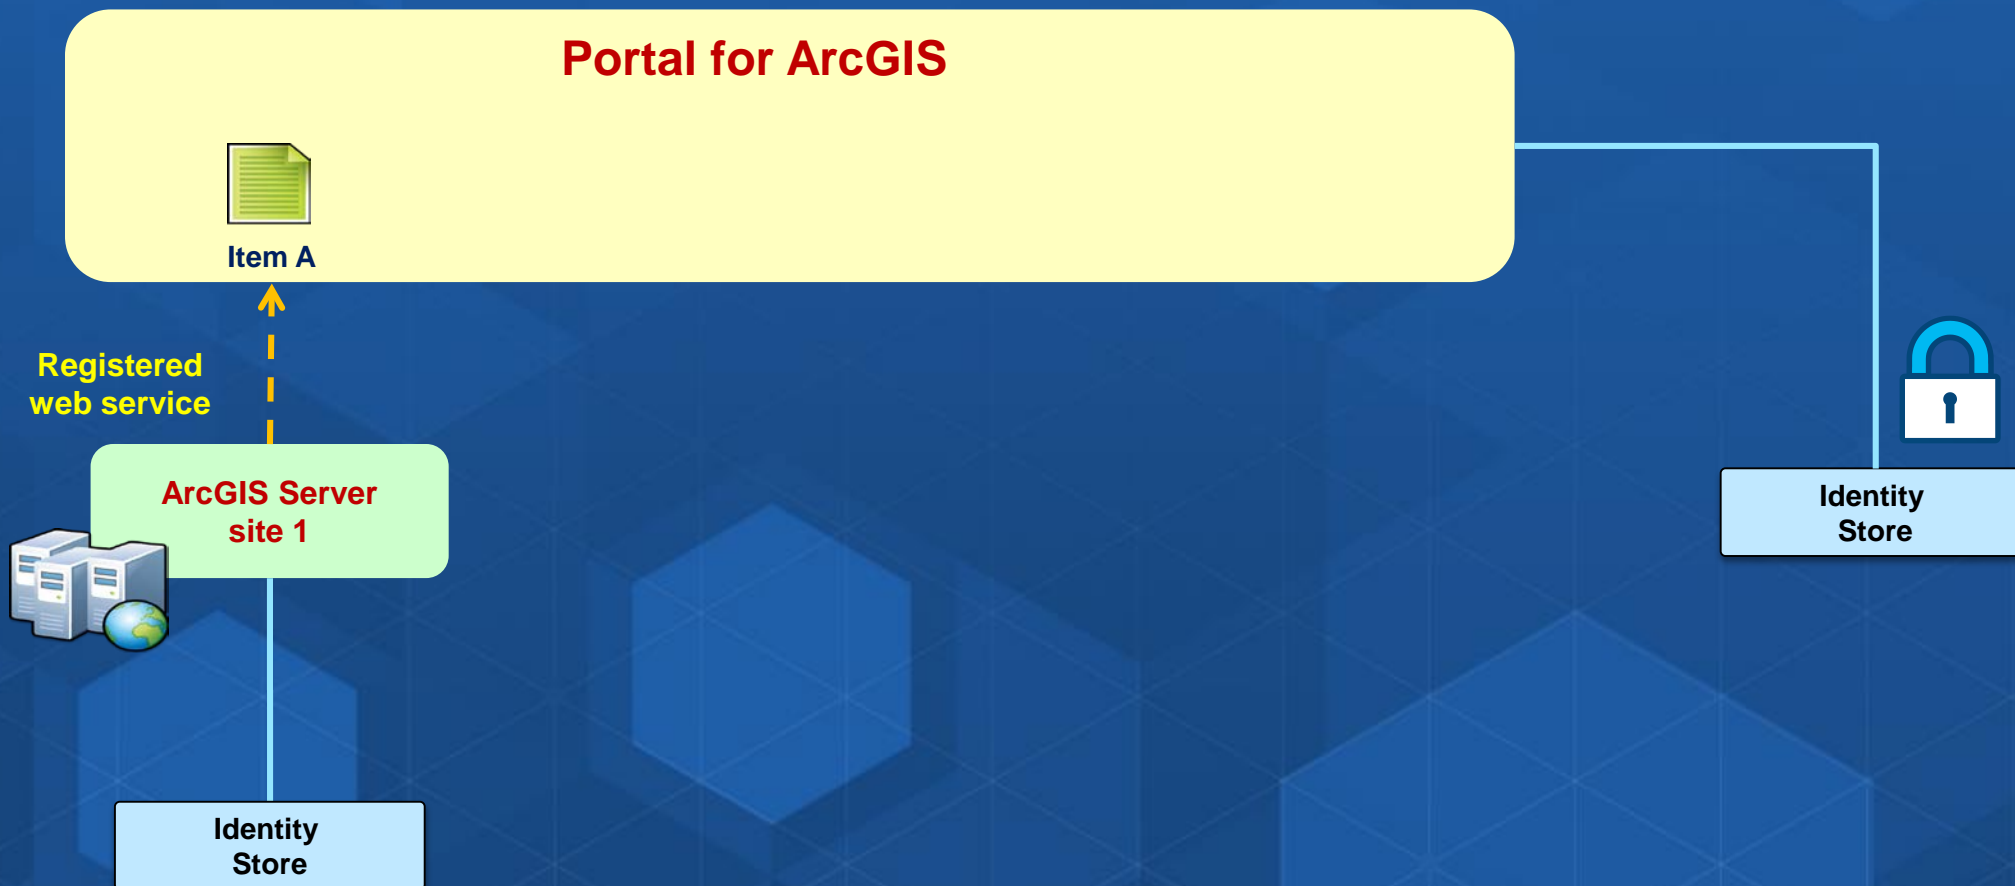 Portal for ArcGIS
Item A
Registered
web service
ArcGIS Server
site 1
Identity
Store
Identity
Store